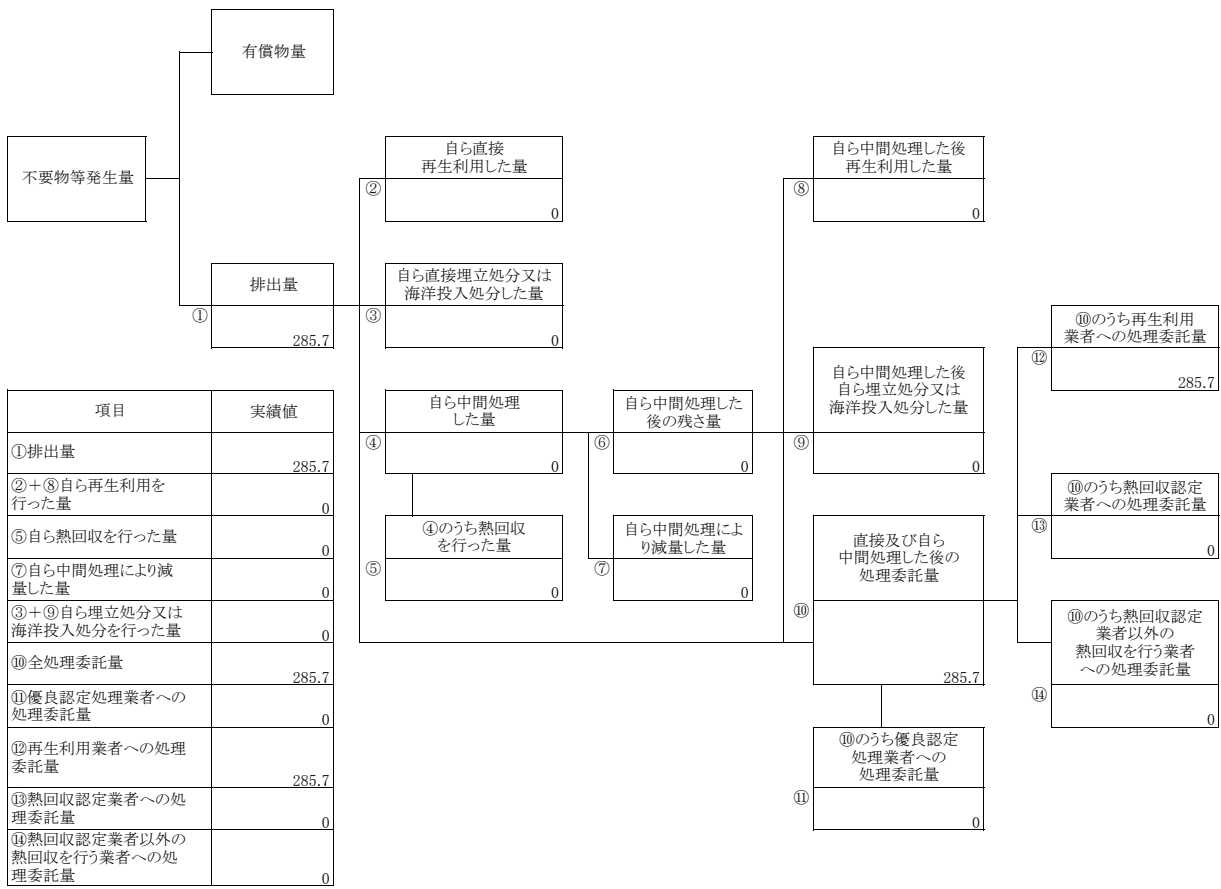 有償物量
不要物等発生量
自ら直接
再生利用した量
②
0
自ら中間処理した後
再生利用した量
⑧
0
排出量
①
285.7
自ら直接埋立処分又は
海洋投入処分した量
③
0
⑩のうち再生利用
業者への処理委託量
⑫
285.7
自ら中間処理
した量
④
0
自ら中間処理した
後の残さ量
⑥
0
自ら中間処理した後
自ら埋立処分又は
海洋投入処分した量
⑨
0
⑩のうち熱回収認定
業者への処理委託量
⑬
0
④のうち熱回収
を行った量
⑤
0
自ら中間処理によ
り減量した量
⑦
0
直接及び自ら
中間処理した後の
処理委託量
⑩
285.7
⑩のうち熱回収認定
業者以外の
熱回収を行う業者
への処理委託量
⑭
0
⑩のうち優良認定
処理業者への
処理委託量
⑪
0
項目 実績値
①排出量
285.7
②+⑧自ら再生利用を
行った量
0
⑤自ら熱回収を行った量
0
⑦自ら中間処理により減
量した量
0
③+⑨自ら埋立処分又は
海洋投入処分を行った量
0
⑩全処理委託量
285.7
⑪優良認定処理業者への
処理委託量
0
⑫再生利用業者への処理
委託量
285.7
⑬熱回収認定業者への処
理委託量
0
⑭熱回収認定業者以外の
熱回収を行う業者への処
理委託量
0